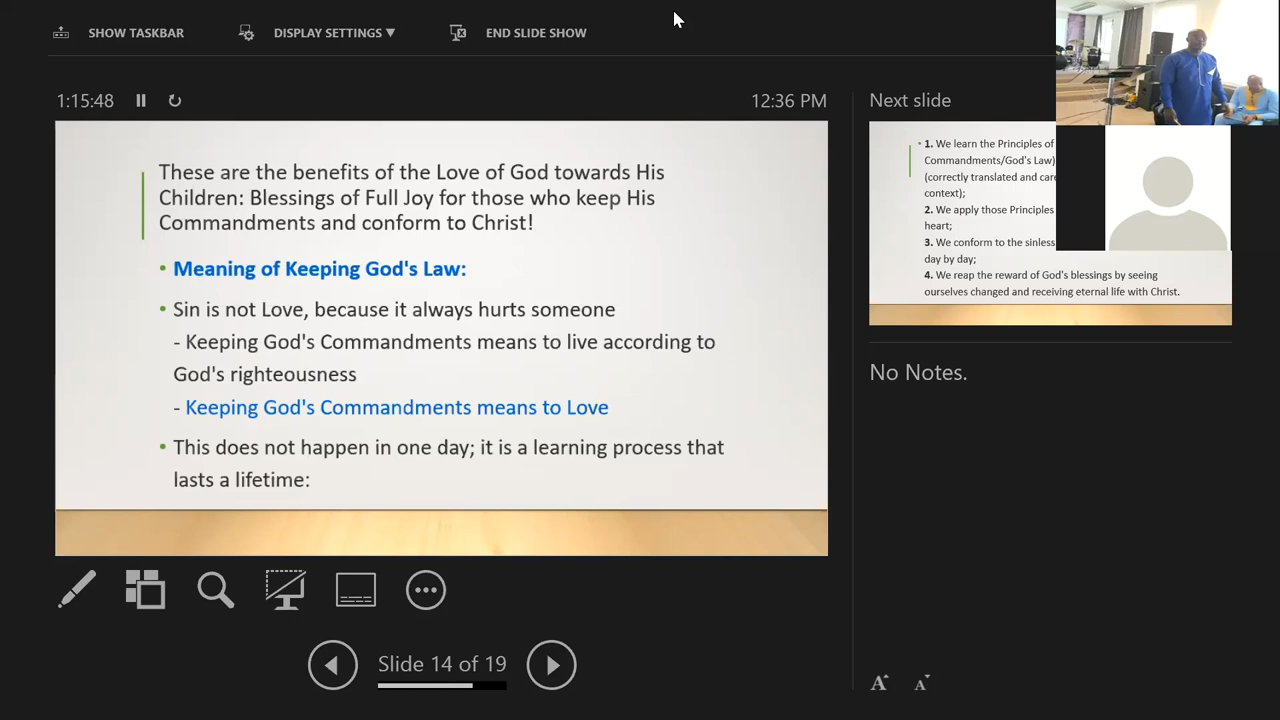 SHOW TASKBAR
DISPLAY SETTINGS ▼
END SLIDE SHOW
1:15:48
12:36 PM
These are the benefits of the Love of God towards His
Children: Blessings of Full Joy for those who keep His
Commandments and conform to Christ!
• Meaning of Keeping God's Law:
• Sin is not Love, because it always hurts someone
- Keeping God's Commandments means to live according to
God's righteousness
- Keeping God's Commandments means to Love
• This does not happen in one day; it is a learning process that
lasts a lifetime:
Slide 14 of 19
Next slide
• 1. We learn the Principles of
Commandments/God's Law)
(correctly translated and care
context);
2. We apply those Principles
heart;
3. We conform to the sinless
day by day;
4. We reap the reward of God's blessings by seeing
ourselves changed and receiving eternal life with Christ.
No Notes.
A A